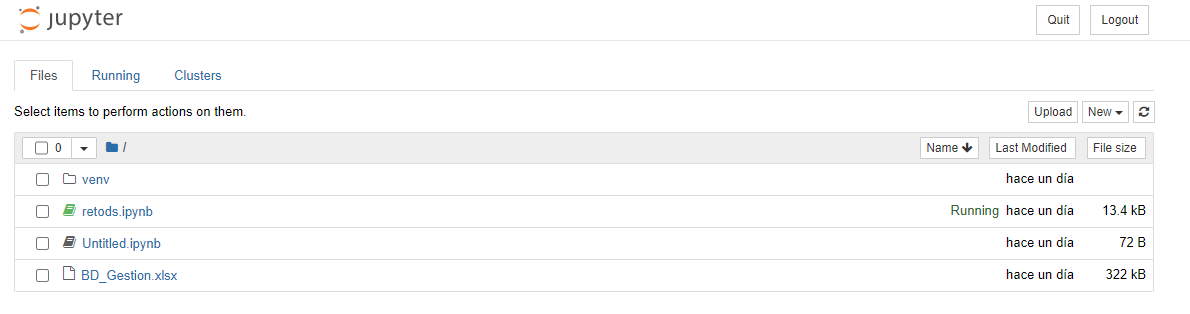 jupyter Quit Logout
Files Running Clusters
Select items to perform actions on them. Upload New
0 / Name Last Modified File size
venv hace un día
retods.ipynb Running hace un día 13.4 kB
Untitled.ipynb hace un día 72 B
BD_Gestion.xlsx hace un día 322 kB